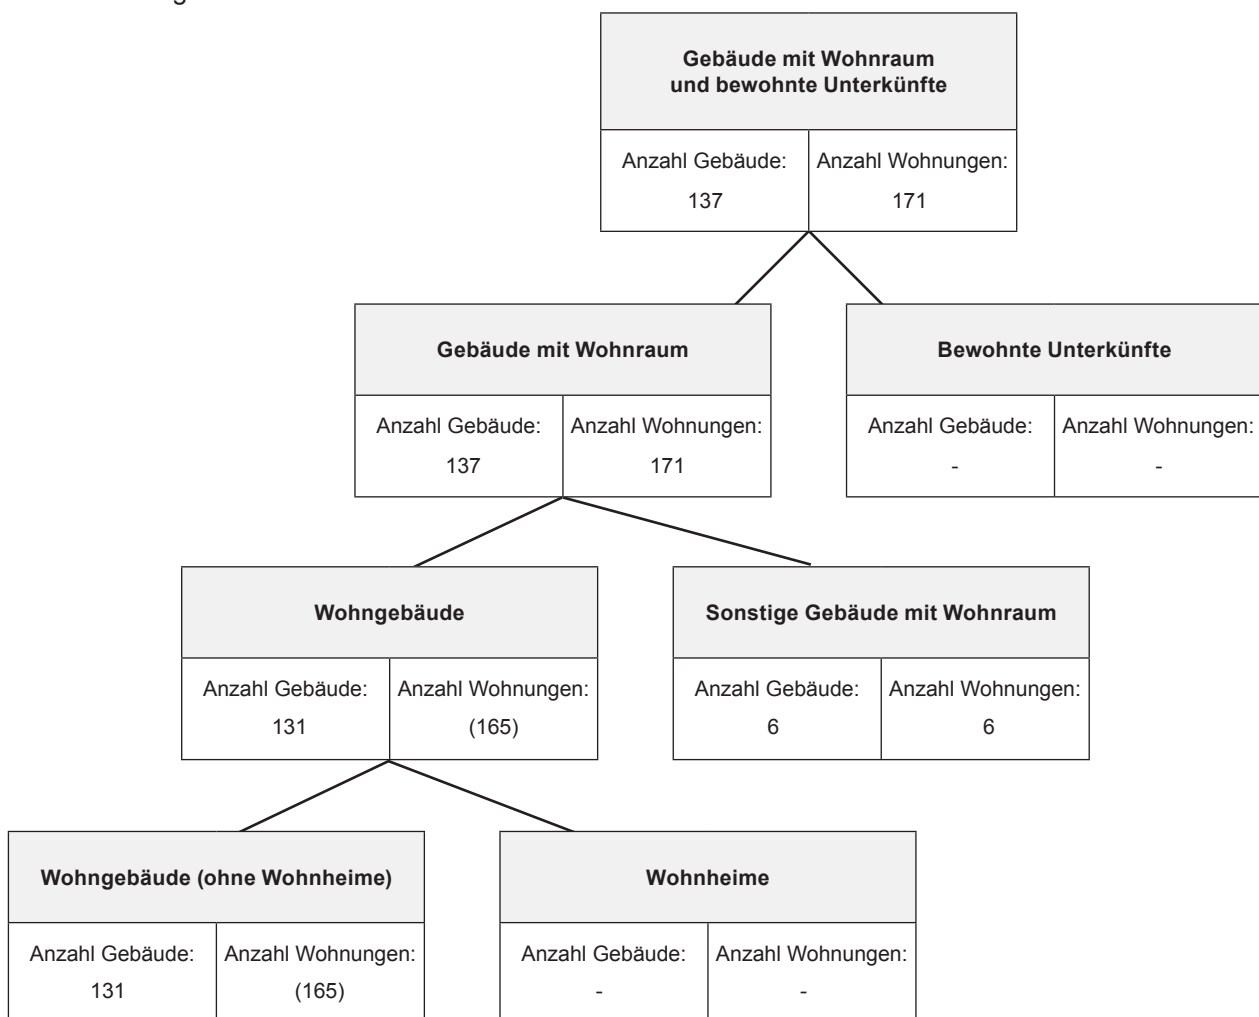 Gebäude mit Wohnraum
und bewohnte Unterkünfte
Anzahl Gebäude: Anzahl Wohnungen:
137 171
Gebäude mit Wohnraum
Anzahl Gebäude: Anzahl Wohnungen:
137 171
Bewohnte Unterkünfte
Anzahl Gebäude: Anzahl Wohnungen:
- -
Wohngebäude
Anzahl Gebäude: Anzahl Wohnungen:
131 (165)
Sonstige Gebäude mit Wohnraum
Anzahl Gebäude: Anzahl Wohnungen:
6 6
Wohngebäude (ohne Wohnheime)
Anzahl Gebäude: Anzahl Wohnungen:
131 (165)
Wohnheime
Anzahl Gebäude: Anzahl Wohnungen:
- -